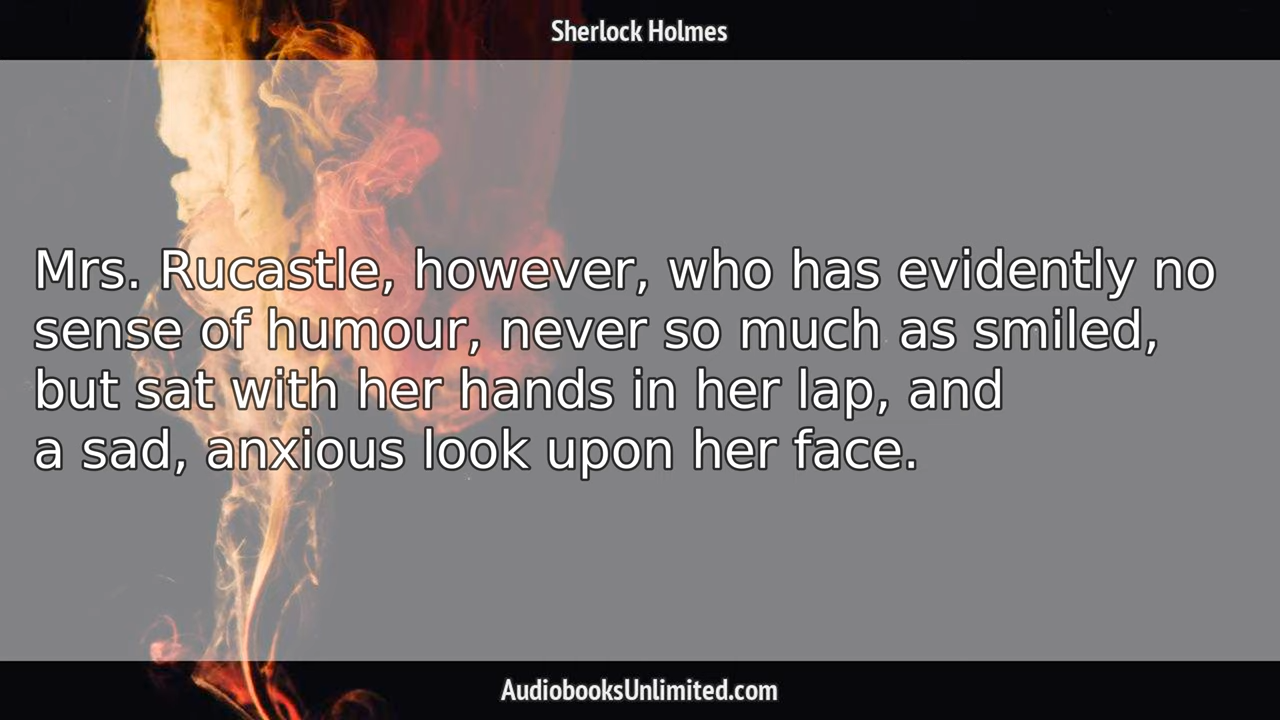 Sherlock Holmes
Mrs. Rucastle, however, who has evidently no
sense of humour, never so much as smiled,
but sat with her hands in her lap, and
a sad, anxious look upon her face.
AudiobooksUnlimited.com